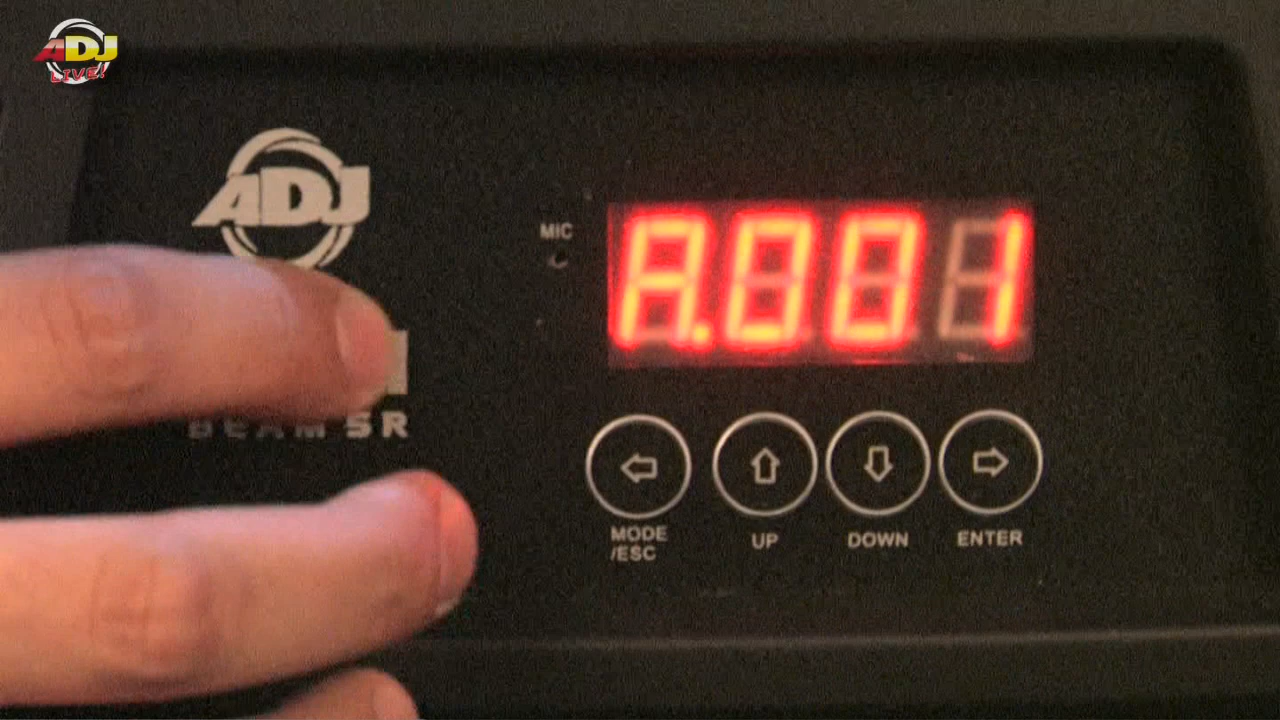 ADJ
LIVE!
ADJ
MIC
A.001
BEAM 5R
MODE
/ESC
UP
DOWN
ENTER